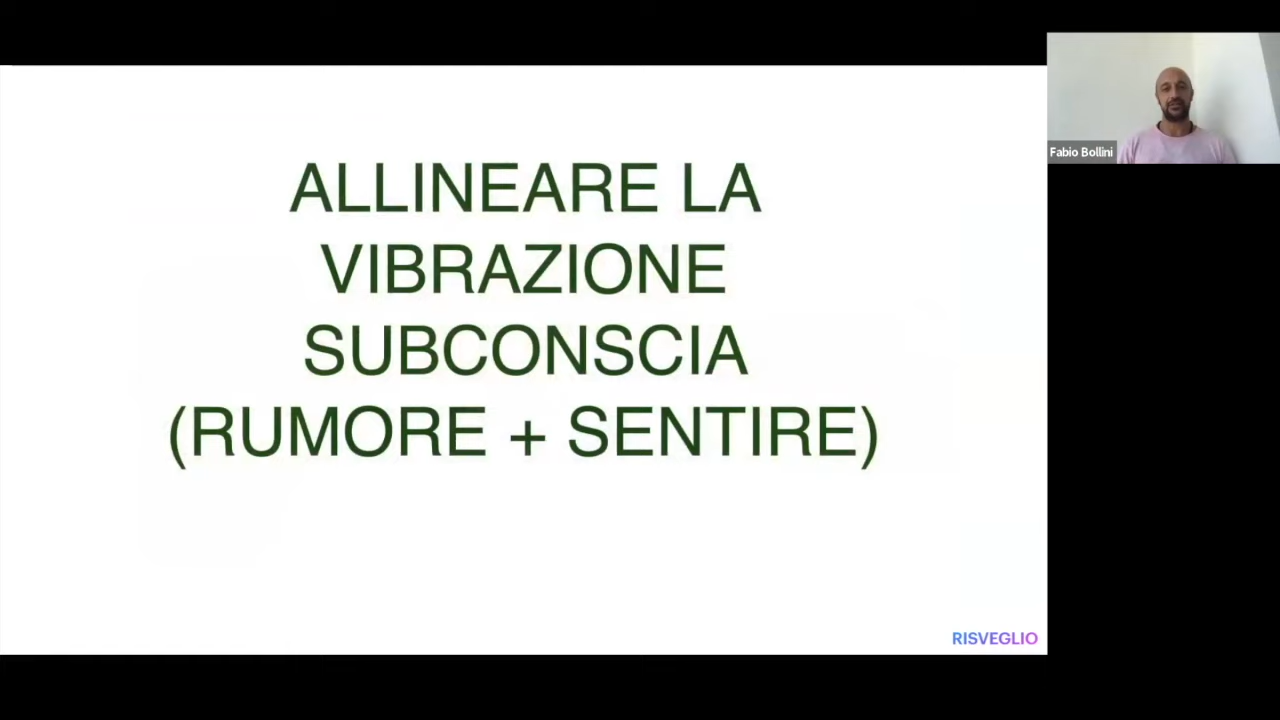 ALLINEARE LA
VIBRAZIONE
SUBCONSCIA
(RUMORE + SENTIRE)
Fabio Bollini
RISVEGLIO